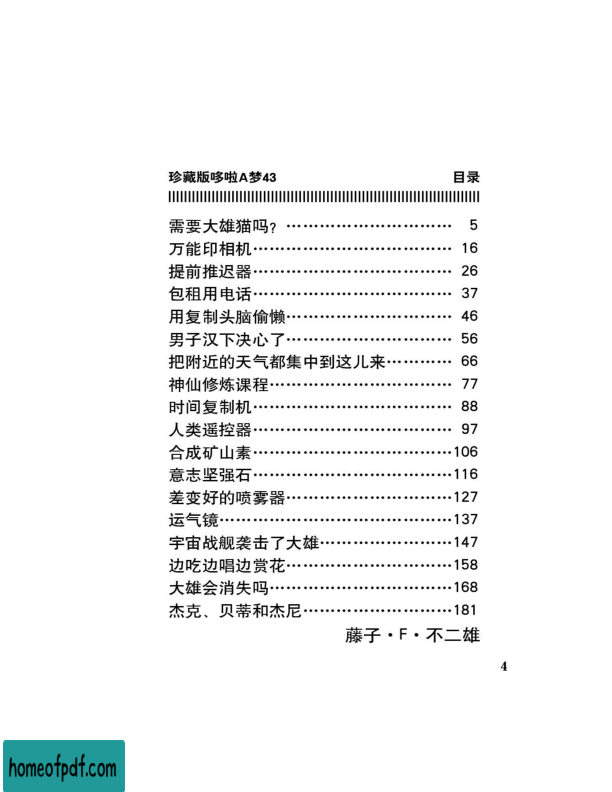 珍藏版哆啦A梦43 目录
需要大雄猫吗？ ………………………… 5
万能印相机……………………………… 16
提前推迟器……………………………… 26
包租用电话……………………………… 37
用复制头脑偷懒………………………… 46
男子汉下决心了………………………… 56
把附近的天气都集中到这儿来………… 66
神仙修炼课程…………………………… 77
时间复制机……………………………… 88
人类遥控器……………………………… 97
合成矿山素………………………………106
意志坚强石………………………………116
差变好的喷雾器…………………………127
运气镜……………………………………137
宇宙战舰袭击了大雄……………………147
边吃边唱边赏花…………………………158
大雄会消失吗……………………………168
杰克、贝蒂和杰尼………………………181
藤子・F・不二雄
4
homeofpdf.com